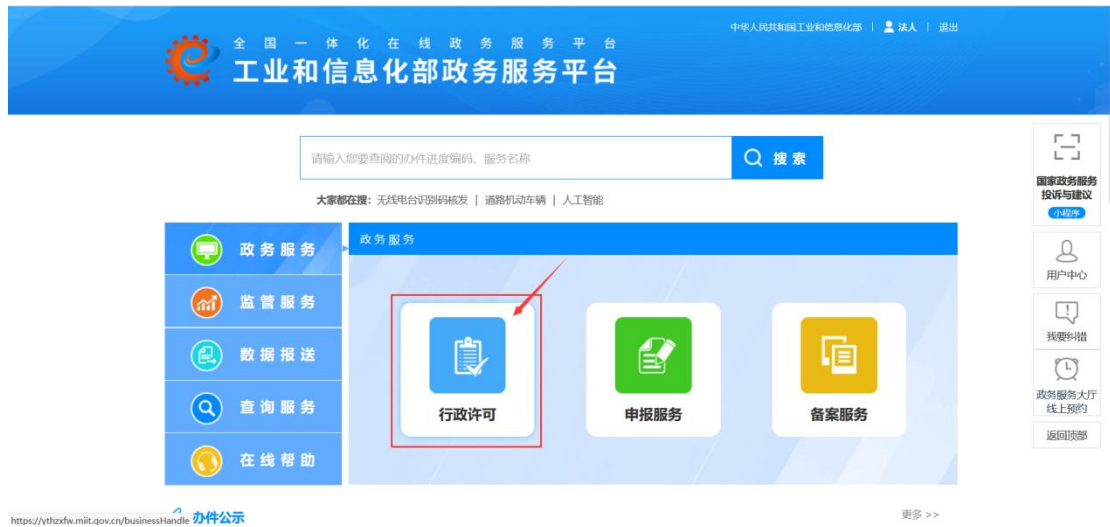 中华人民共和国工业和信息化部 | 法人 | 退出
全国一体化在线政务服务平台
工业和信息化部政务服务平台
请输入您要查阅的办件进度编码、服务名称
搜索
大家都在搜：无线电台识别码核发 | 道路机动车辆 | 人工智能
国家政务服务
投诉与建议
小程序
用户中心
我要纠错
政务服务大厅
线上预约
返回顶部
政务服务
监管服务
数据报送
查询服务
在线帮助
政务服务
行政许可
申报服务
备案服务
办件公示
更多 >>
https://ythzxfw.miit.gov.cn/businessHandle